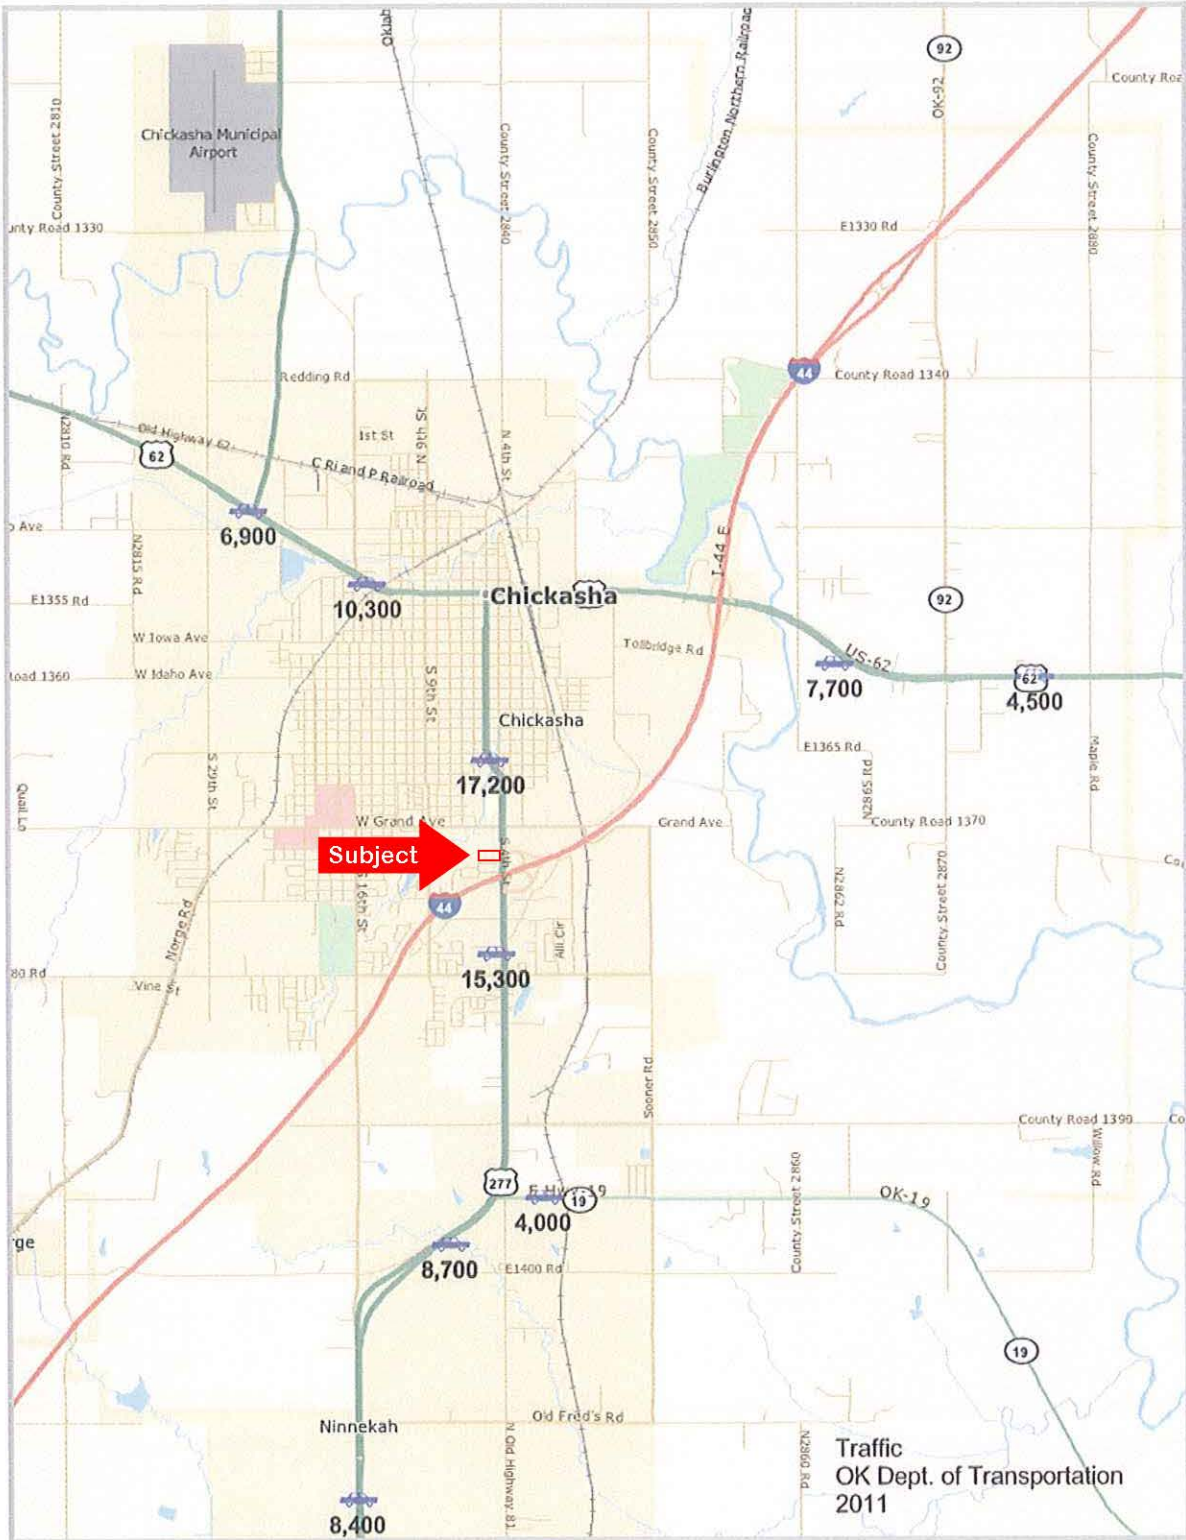 Oklah
Burlington Northern Railroac
92
OK-92
County Roa
County Street 2810
Chickasha Municipal
Airport
County Street 2840
County Street 2850
County Street 2880
unty Road 1330
E1330 Rd
44
County Road 1340
Redding Rd
N2810 Rd
Old Highway 62
62
1st St
N 9th St
N 4th St
C Ri and P Railroad
6,900
o Ave
N2815 Rd
I-44 E
E1355 Rd
10,300
Chickasha
92
W Iowa Ave
Tollbridge Rd
US-62
oad 1360
W Idaho Ave
S 9th St
7,700
62
4,500
Chickasha
E1365 Rd
Maple Rd
S 29th St
17,200
N2865 Rd
Quail Ln
W Grand Ave
Grand Ave
County Road 1370
Subject
S 4th St
Co
S 16th St
44
N2862 Rd
County Street 2870
Norge Rd
Alli Cir
80 Rd
15,300
Vine St
Sooner Rd
County Road 1390
Co
Willow Rd
277
E Hwy 19
19
OK-19
County Street 2860
4,000
rge
8,700
E1400 Rd
19
Ninnekah
Old Fred's Rd
N Old Highway 81
N2860 Rd
Traffic
OK Dept. of Transportation
2011
8,400